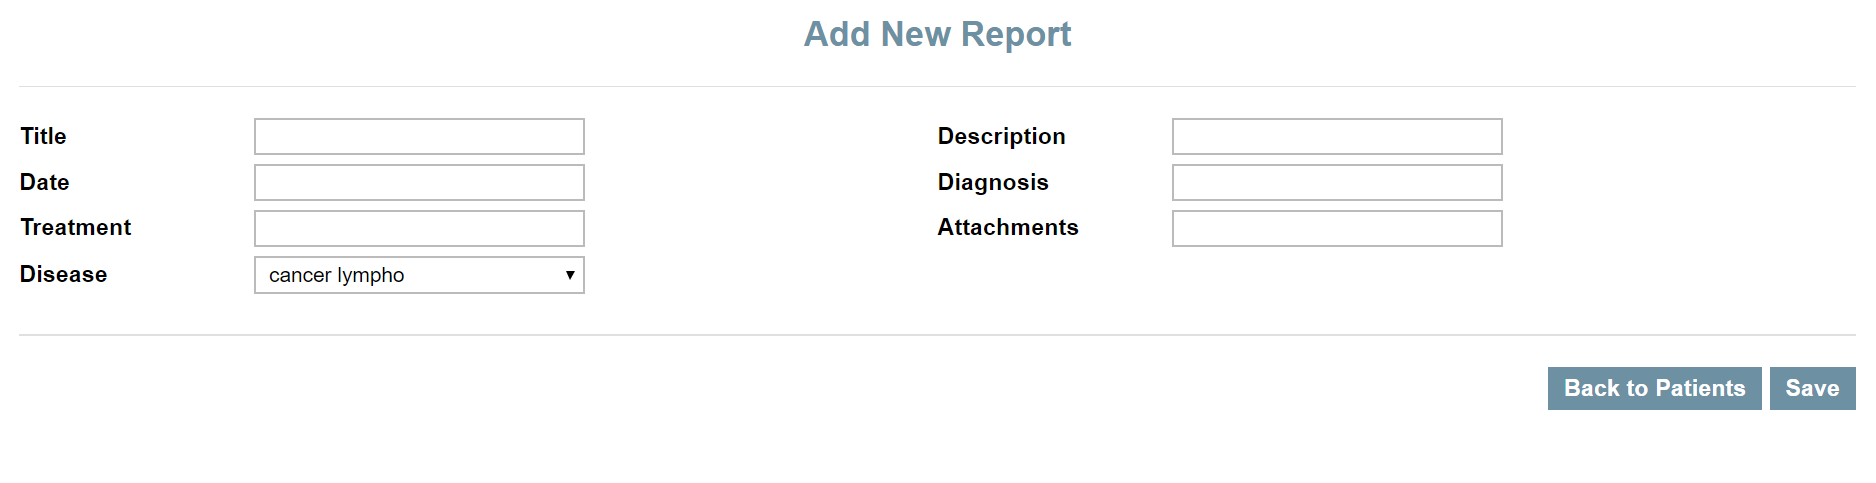 Add New Report
Title
Description
Date
Diagnosis
Treatment
Attachments
Disease
cancer lympho
Back to Patients
Save